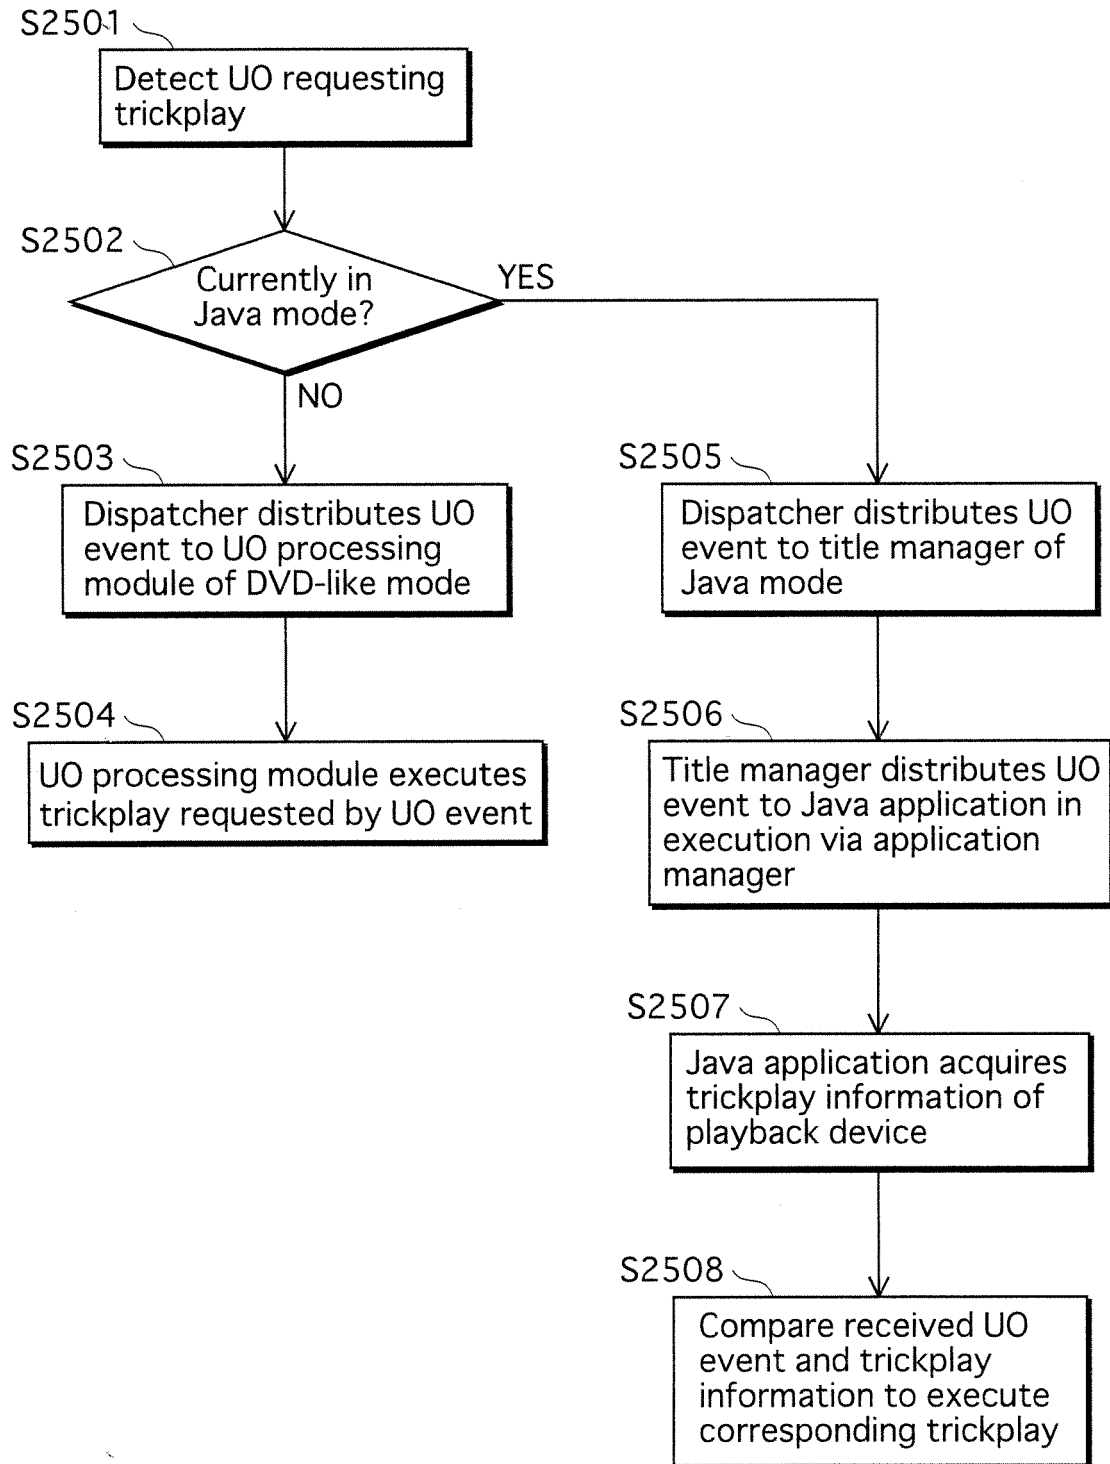 S2501
Detect UO requesting
trickplay
S2502
Currently in
Java mode?
YES
NO
S2503
Dispatcher distributes UO
event to UO processing
module of DVD-like mode
S2504
UO processing module executes
trickplay requested by UO event
S2505
Dispatcher distributes UO
event to title manager of
Java mode
S2506
Title manager distributes UO
event to Java application in
execution via application
manager
S2507
Java application acquires
trickplay information of
playback device
S2508
Compare received UO
event and trickplay
information to execute
corresponding trickplay